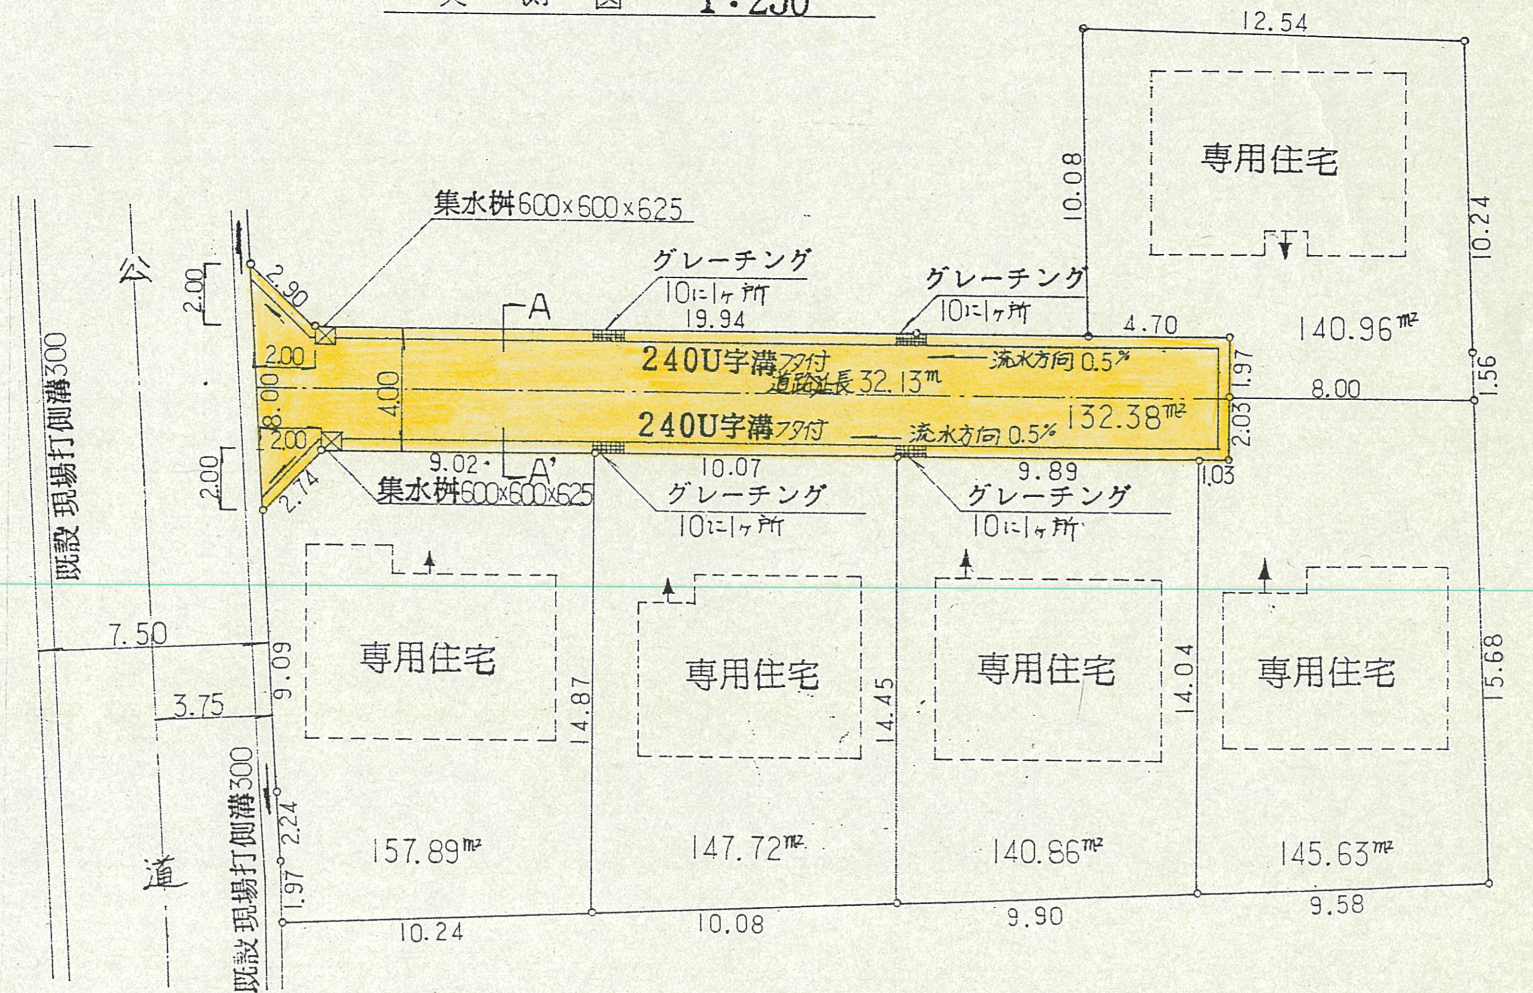 実測図 1:250
12.54
専用住宅
10.08
10.24
集水桝600×600×625
公
2.00
2.90
グレーチング
10に1ヶ所
グレーチング
10に1ヶ所
A
19.94
4.70
140.96m²
既設現場打側溝300
2.00
240U字溝フタ付
流水方向 0.5%
1.97
1.56
道路延長 32.13m
8.00
4.00
8.00
132.38m²
2.03
240U字溝フタ付
流水方向 0.5%
2.00
2.00
2.74
9.02
A'
10.07
9.89
1.03
集水桝600×600×625
グレーチング
10に1ヶ所
グレーチング
10に1ヶ所
7.50
9.09
専用住宅
14.87
専用住宅
14.45
専用住宅
14.04
専用住宅
15.68
3.75
既設現場打側溝300
2.24
道
1.97
157.89m²
147.72m²
140.86m²
145.63m²
10.24
10.08
9.90
9.58